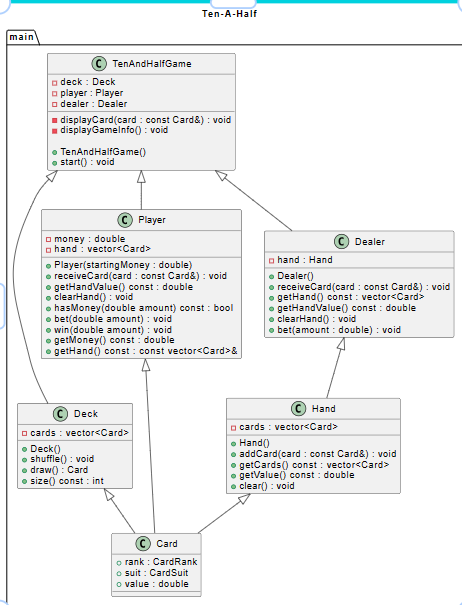 Ten-A-Half
main
C TenAndHalfGame
deck : Deck
player : Player
dealer : Dealer
displayCard(card : const Card&) : void
displayGameInfo() : void
TenAndHalfGame()
start() : void
C Player
money : double
hand : vector<Card>
Player(startingMoney : double)
receiveCard(card : const Card&) : void
getHandValue() const : double
clearHand() : void
hasMoney(double amount) const : bool
bet(double amount) : void
win(double amount) : void
getMoney() const : double
getHand() const : const vector<Card>&
C Dealer
hand : Hand
Dealer()
receiveCard(card : const Card&) : void
getHand() const : vector<Card>
getHandValue() const : double
clearHand() : void
bet(amount : double) : void
C Deck
cards : vector<Card>
Deck()
shuffle() : void
draw() : Card
size() const : int
C Hand
cards : vector<Card>
Hand()
addCard(card : const Card&) : void
getCards() const : vector<Card>
getValue() const : double
clear() : void
C Card
rank : CardRank
suit : CardSuit
value : double